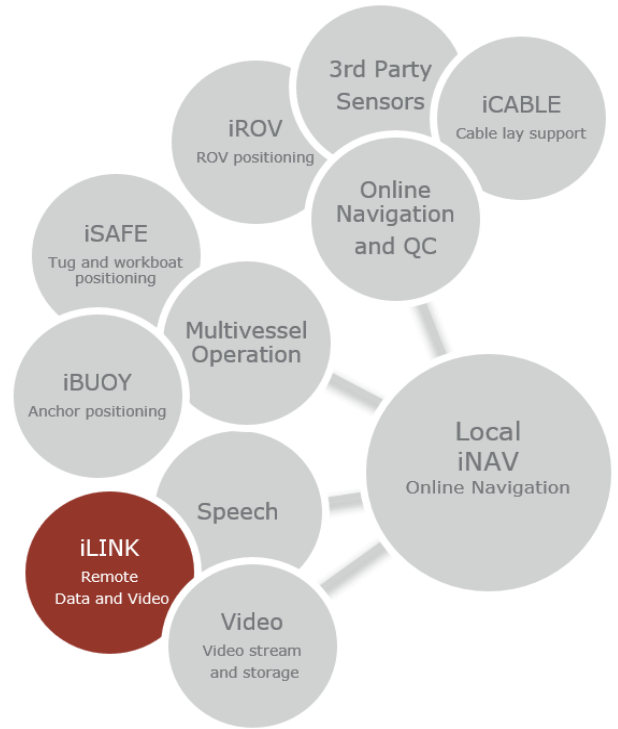 3rd Party
Sensors
iCABLE
Cable lay support
iROV
ROV positioning
Online
Navigation
and QC
iSAFE
Tug and workboat
positioning
Multivessel
Operation
iBUOY
Anchor positioning
Local
iNAV
Online Navigation
Speech
iLINK
Remote
Data and Video
Video
Video stream
and storage